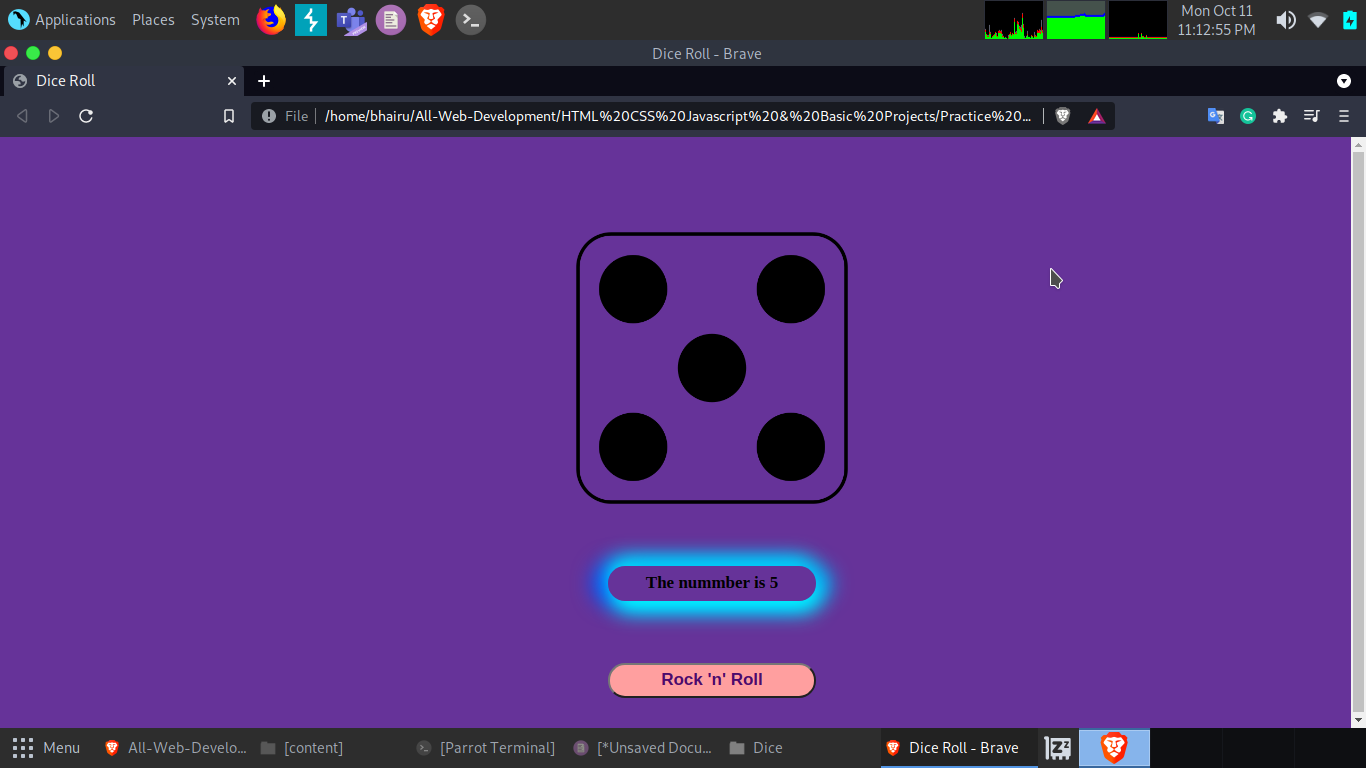 Applications Places System
Mon Oct 11
11:12:55 PM
Dice Roll - Brave
Dice Roll
File /home/bhairu/All-Web-Development/HTML%20CSS%20Javascript%20&%20Basic%20Projects/Practice%20...
The nummber is 5
Rock 'n' Roll
Menu All-Web-Develo... [content] [Parrot Terminal] [*Unsaved Docu... Dice Dice Roll - Brave